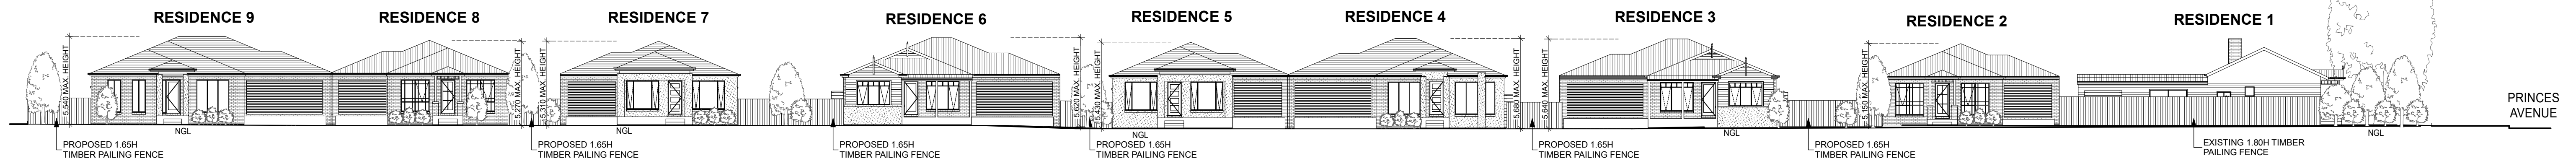 RESIDENCE 9
RESIDENCE 8
RESIDENCE 7
RESIDENCE 6
RESIDENCE 5
RESIDENCE 4
RESIDENCE 3
RESIDENCE 2
RESIDENCE 1
5,540 MAX. HEIGHT
5,270 MAX. HEIGHT
5,310 MAX. HEIGHT
5,620 MAX. HEIGHT
5,530 MAX. HEIGHT
5,660 MAX. HEIGHT
5,640 MAX. HEIGHT
5,150 MAX. HEIGHT
PRINCES
AVENUE
NGL
NGL
NGL
NGL
NGL
PROPOSED 1.65H
TIMBER PAILING FENCE
PROPOSED 1.65H
TIMBER PAILING FENCE
PROPOSED 1.65H
TIMBER PAILING FENCE
PROPOSED 1.65H
TIMBER PAILING FENCE
PROPOSED 1.65H
TIMBER PAILING FENCE
PROPOSED 1.65H
TIMBER PAILING FENCE
EXISTING 1.80H TIMBER
PAILING FENCE